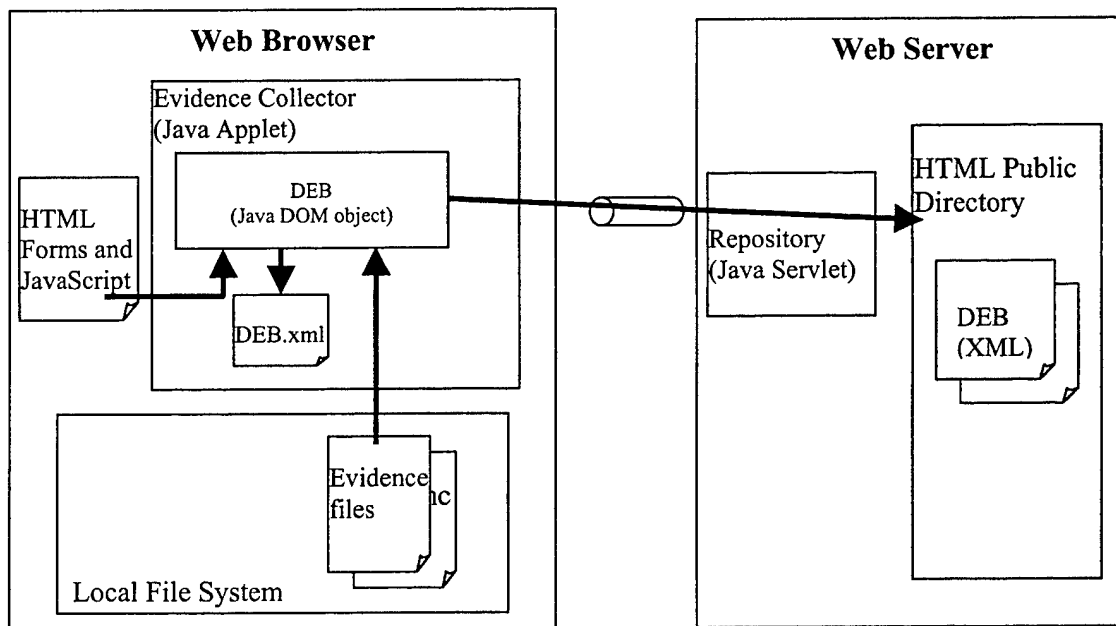 Web Browser
Evidence Collector
(Java Applet)
DEB
(Java DOM object)
HTML
Forms and
JavaScript
DEB.xml
Evidence
files
nc
Local File System
Web Server
Repository
(Java Servlet)
HTML Public
Directory
DEB
(XML)